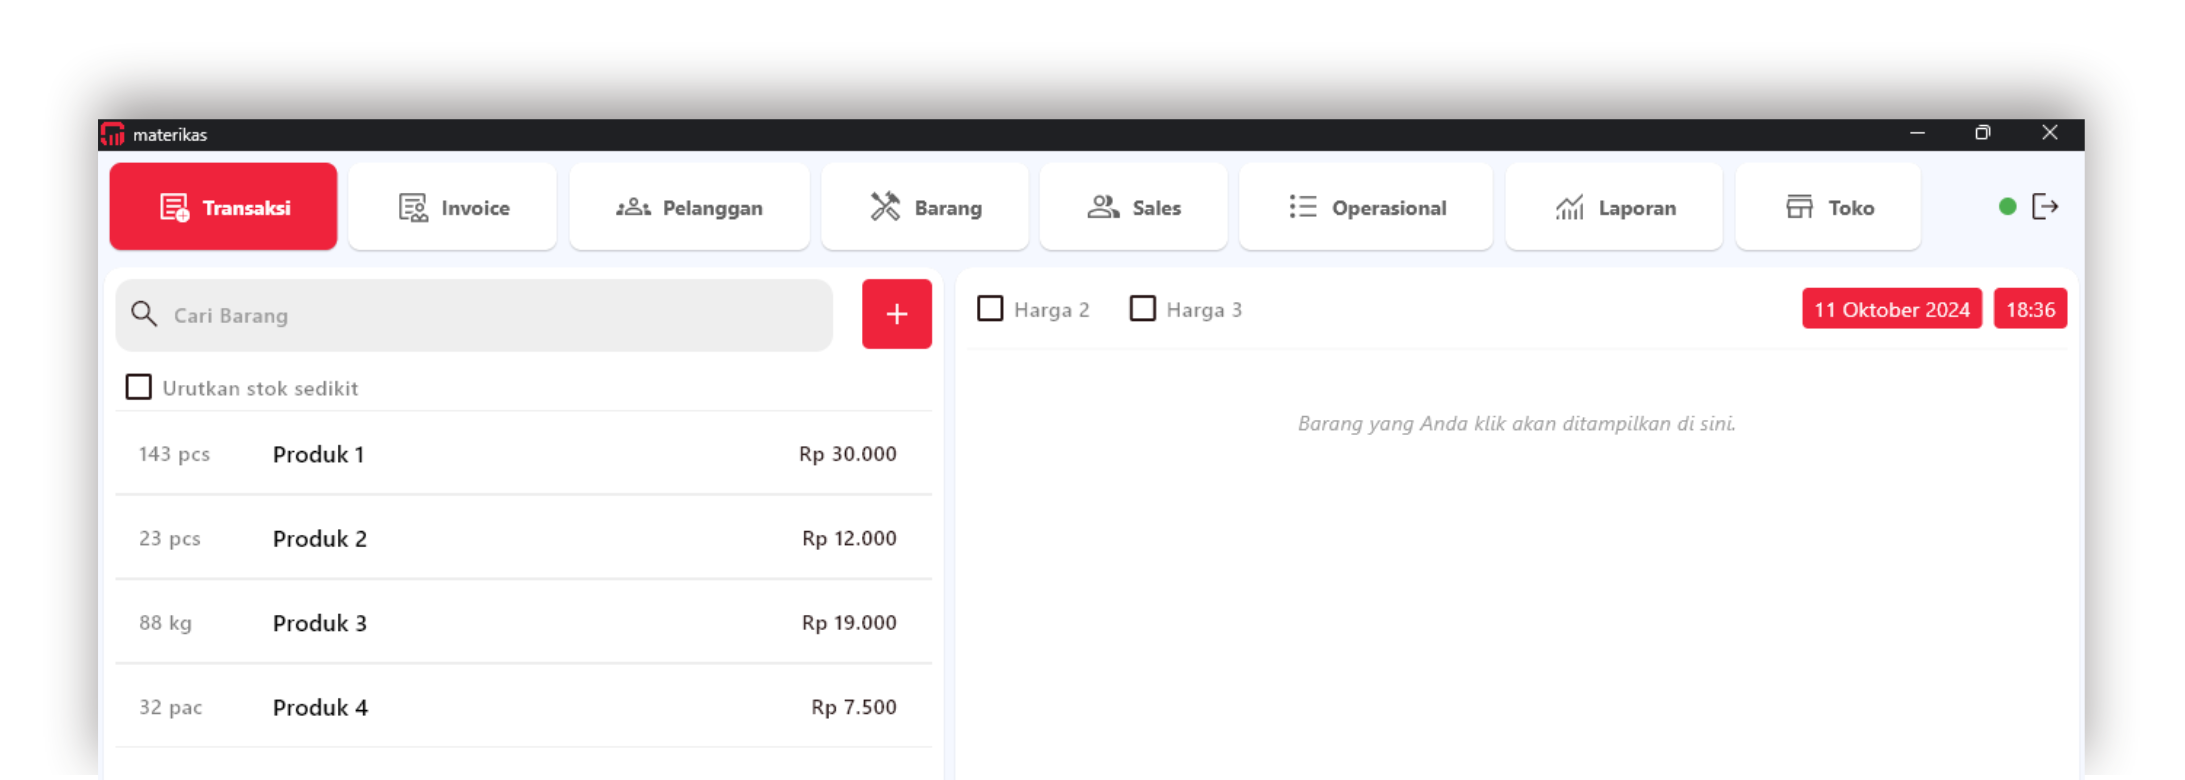 materikas
Transaksi Invoice Pelanggan Barang Sales Operasional Laporan Toko
Cari Barang
+
Urutkan stok sedikit
143 pcs Produk 1 Rp 30.000
23 pcs Produk 2 Rp 12.000
88 kg Produk 3 Rp 19.000
32 pac Produk 4 Rp 7.500
Harga 2 Harga 3 11 Oktober 2024 18:36
Barang yang Anda klik akan ditampilkan di sini.